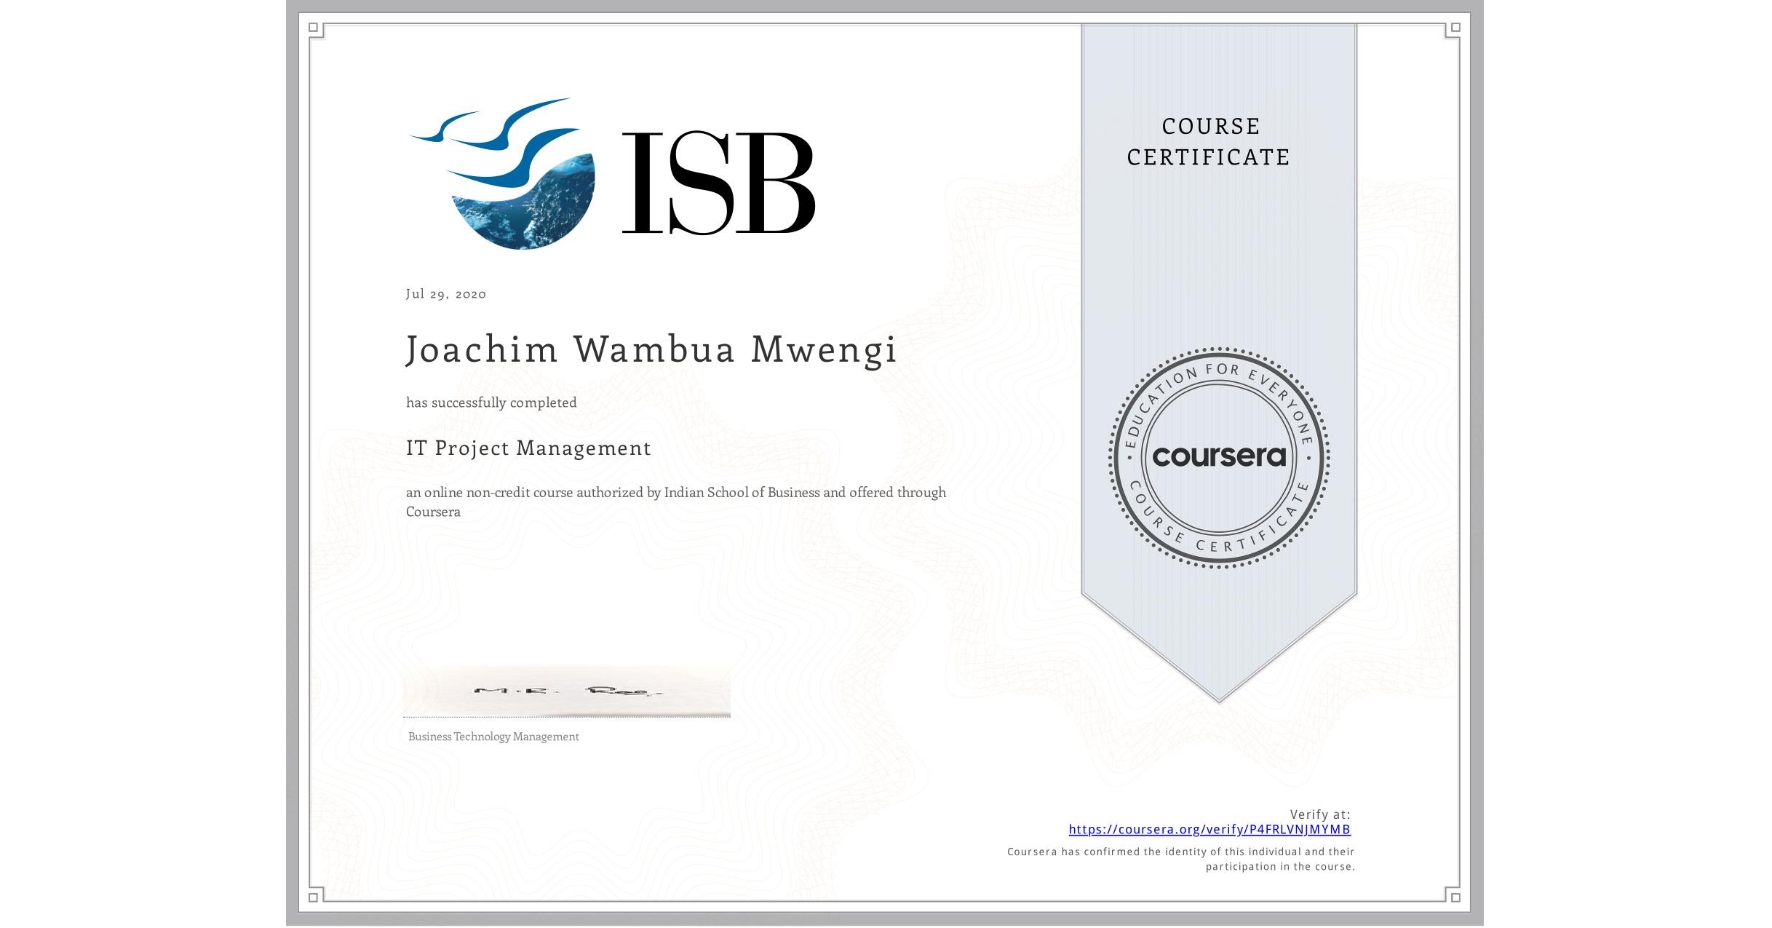 ISB
COURSE
CERTIFICATE
Jul 29, 2020
Joachim Wambua Mwengi
has successfully completed
IT Project Management
an online non-credit course authorized by Indian School of Business and offered through
Coursera
EDUCATION FOR EVERYONE
coursera
COURSE CERTIFICATE
M.R. Rao.
Business Technology Management
Verify at:
https://coursera.org/verify/P4FRLVNJMYMB
Coursera has confirmed the identity of this individual and their
participation in the course.